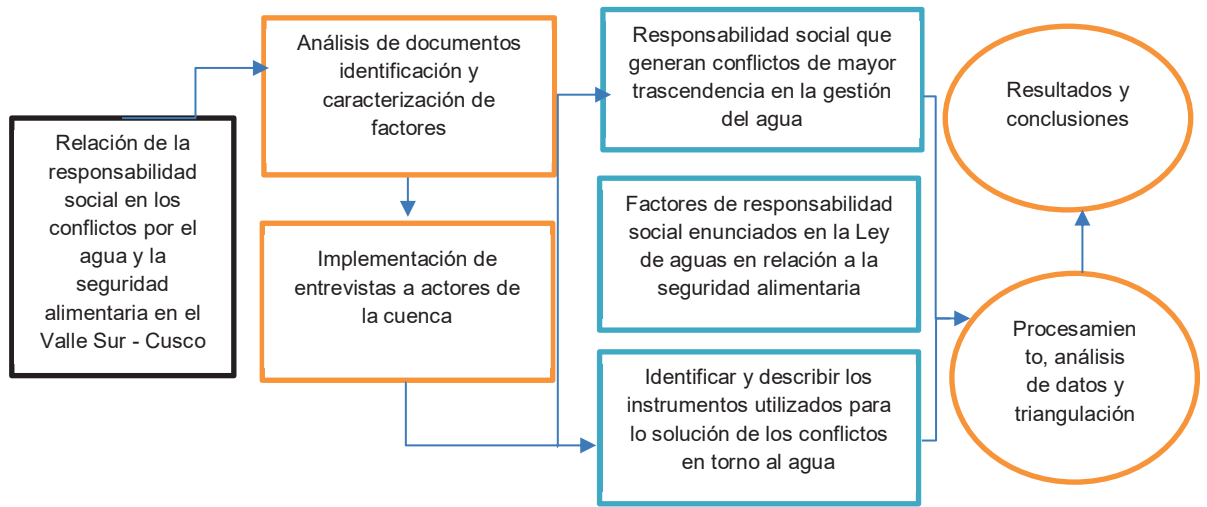 Relación de la
responsabilidad
social en los
conflictos por el
agua y la
seguridad
alimentaria en el
Valle Sur - Cusco
Análisis de documentos
identificación y
caracterización de
factores
Implementación de
entrevistas a actores de
la cuenca
Responsabilidad social que
generan conflictos de mayor
trascendencia en la gestión
del agua
Factores de responsabilidad
social enunciados en la Ley
de aguas en relación a la
seguridad alimentaria
Identificar y describir los
instrumentos utilizados para
lo solución de los conflictos
en torno al agua
Procesamien
to, análisis
de datos y
triangulación
Resultados y
conclusiones